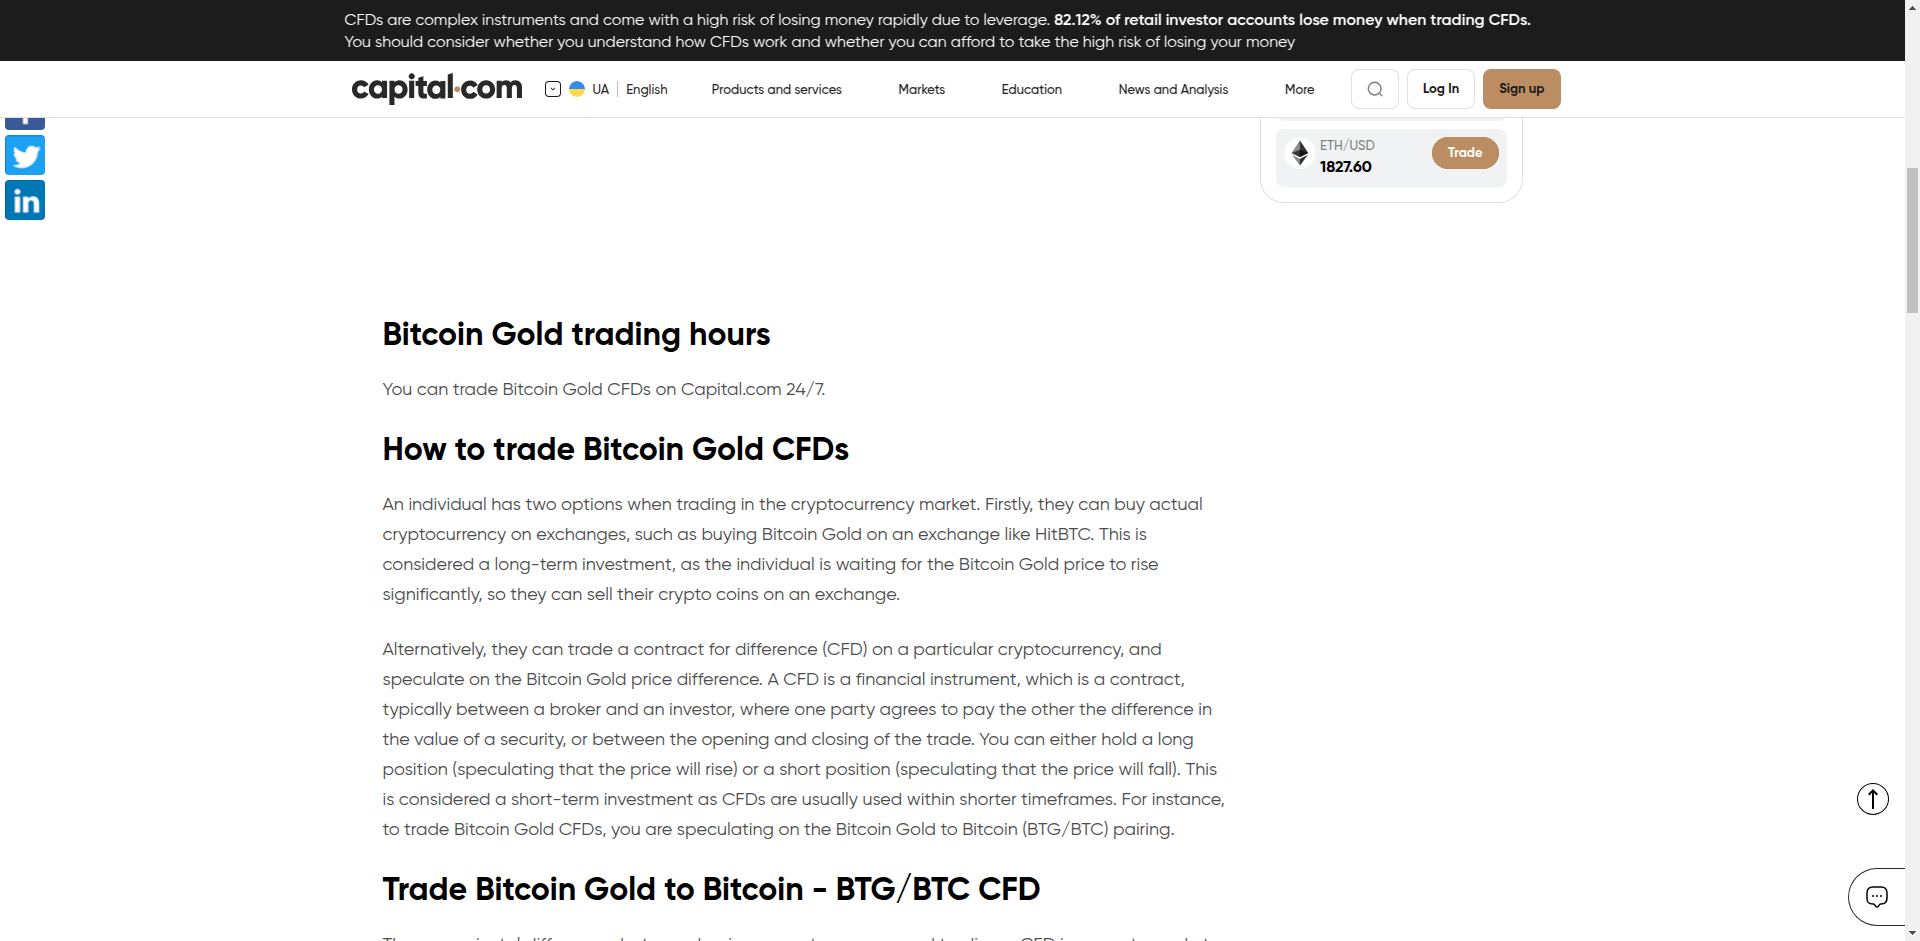 CFDs are complex instruments and come with a high risk of losing money rapidly due to leverage. 82.12% of retail investor accounts lose money when trading CFDs.
You should consider whether you understand how CFDs work and whether you can afford to take the high risk of losing your money
capital.com
UA
English
Products and services
Markets
Education
News and Analysis
More
Log In
Sign up
in
ETH/USD
1827.60
Trade
Bitcoin Gold trading hours
You can trade Bitcoin Gold CFDs on Capital.com 24/7.
How to trade Bitcoin Gold CFDs
An individual has two options when trading in the cryptocurrency market. Firstly, they can buy actual
cryptocurrency on exchanges, such as buying Bitcoin Gold on an exchange like HitBTC. This is
considered a long-term investment, as the individual is waiting for the Bitcoin Gold price to rise
significantly, so they can sell their crypto coins on an exchange.
Alternatively, they can trade a contract for difference (CFD) on a particular cryptocurrency, and
speculate on the Bitcoin Gold price difference. A CFD is a financial instrument, which is a contract,
typically between a broker and an investor, where one party agrees to pay the other the difference in
the value of a security, or between the opening and closing of the trade. You can either hold a long
position (speculating that the price will rise) or a short position (speculating that the price will fall). This
is considered a short-term investment as CFDs are usually used within shorter timeframes. For instance,
to trade Bitcoin Gold CFDs, you are speculating on the Bitcoin Gold to Bitcoin (BTG/BTC) pairing.
Trade Bitcoin Gold to Bitcoin - BTG/BTC CFD